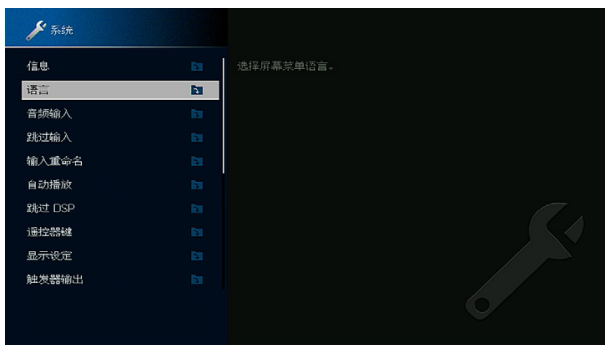 系统
信息
语言
选择屏幕菜单语言。
音频输入
跳过输入
输入重命名
自动播放
跳过 DSP
遥控器键
显示设定
触发器输出